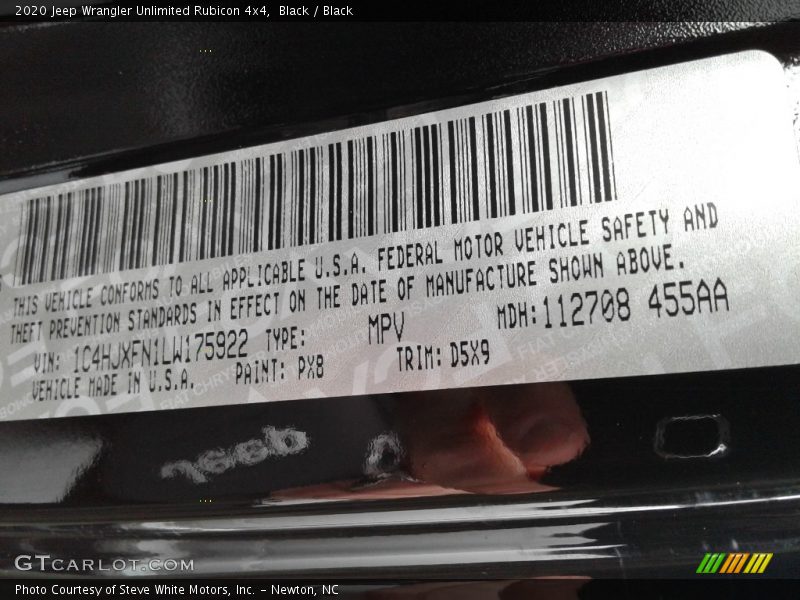 2020 Jeep Wrangler Unlimited Rubicon 4x4,  Black / Black
THIS VEHICLE CONFORMS TO ALL APPLICABLE U.S.A. FEDERAL MOTOR VEHICLE SAFETY AND
THEFT PREVENTION STANDARDS IN EFFECT ON THE DATE OF MANUFACTURE SHOWN ABOVE.
VIN: 1C4HJXFN1LW175922 TYPE: MPV MDH:112708 455AA
VEHICLE MADE IN U.S.A. PAINT: PX8 TRIM: D5X9
GTCARLOT.COM
Photo Courtesy of Steve White Motors, Inc. – Newton, NC